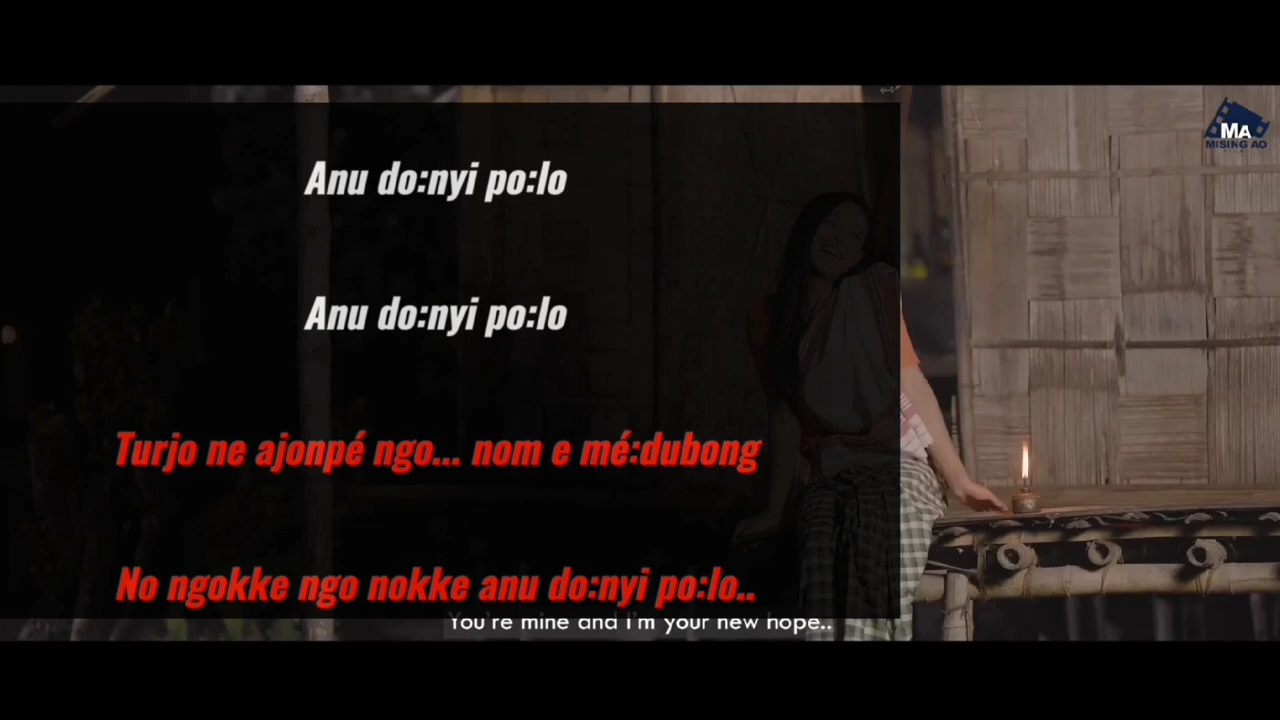 MA
MISING AO
Anu do:nyi po:lo
Anu do:nyi po:lo
Turjo ne ajonpé ngo... nom e mé:dubong
No ngokke ngo nokke anu do:nyi po:lo..
You're mine and I'm your new hope..